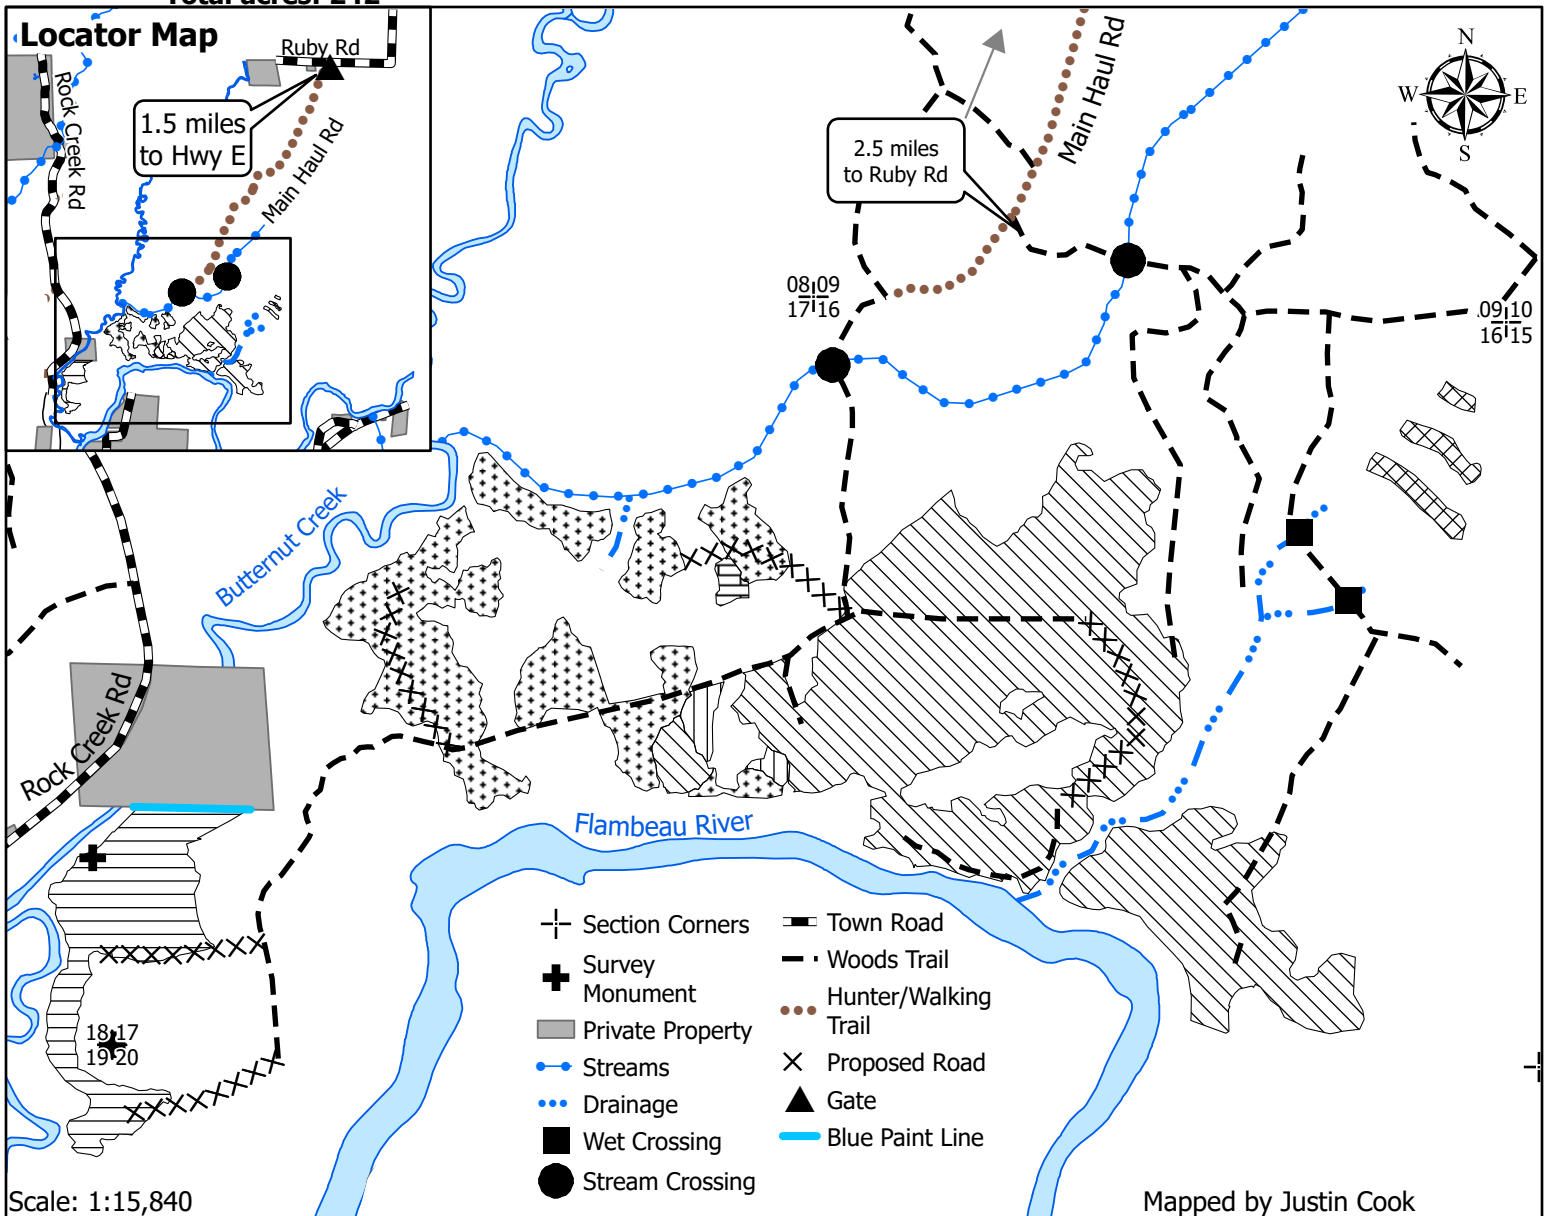 Total acres: 242
Locator Map
Ruby Rd
Rock Creek Rd
1.5 miles
to Hwy E
Main Haul Rd
Main Haul Rd
2.5 miles
to Ruby Rd
N
W E
S
08 09
17 16
09 10
16 15
Butternut Creek
Rock Creek Rd
Flambeau River
18 17
19 20
Section Corners
Survey
Monument
Private Property
Streams
Drainage
Wet Crossing
Stream Crossing
Town Road
Woods Trail
Hunter/Walking
Trail
Proposed Road
Gate
Blue Paint Line
Scale: 1:15,840
Mapped by Justin Cook